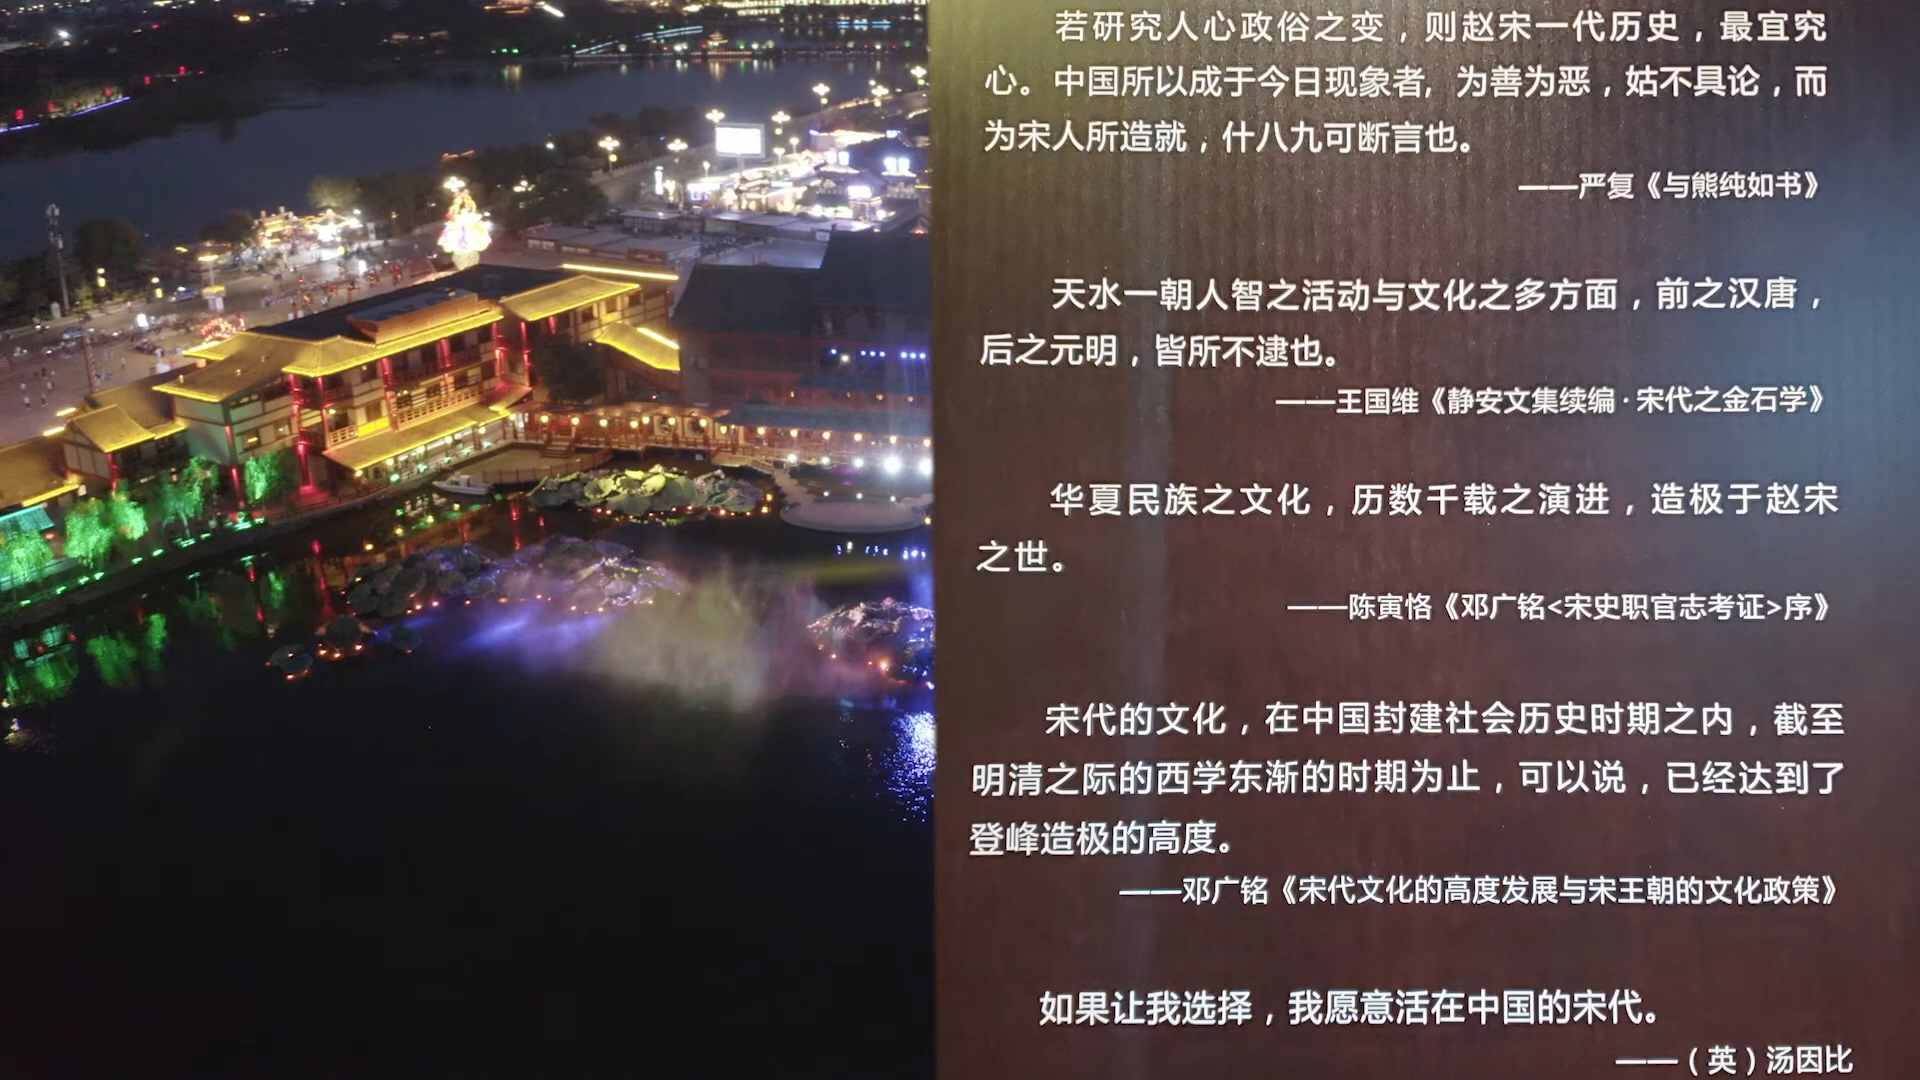 若研究人心政俗之变，则赵宋一代历史，最宜究
心。中国所以成于今日现象者，为善为恶，姑不具论，而
为宋人所造就，什八九可断言也。
——严复《与熊纯如书》
天水一朝人智之活动与文化之多方面，前之汉唐，
后之元明，皆所不逮也。
——王国维《静安文集续编·宋代之金石学》
华夏民族之文化，历数千载之演进，造极于赵宋
之世。
——陈寅恪《邓广铭<宋史职官志考证>序》
宋代的文化，在中国封建社会历史时期之内，截至
明清之际的西学东渐的时期为止，可以说，已经达到了
登峰造极的高度。
——邓广铭《宋代文化的高度发展与宋王朝的文化政策》
如果让我选择，我愿意活在中国的宋代。
——（英）汤因比